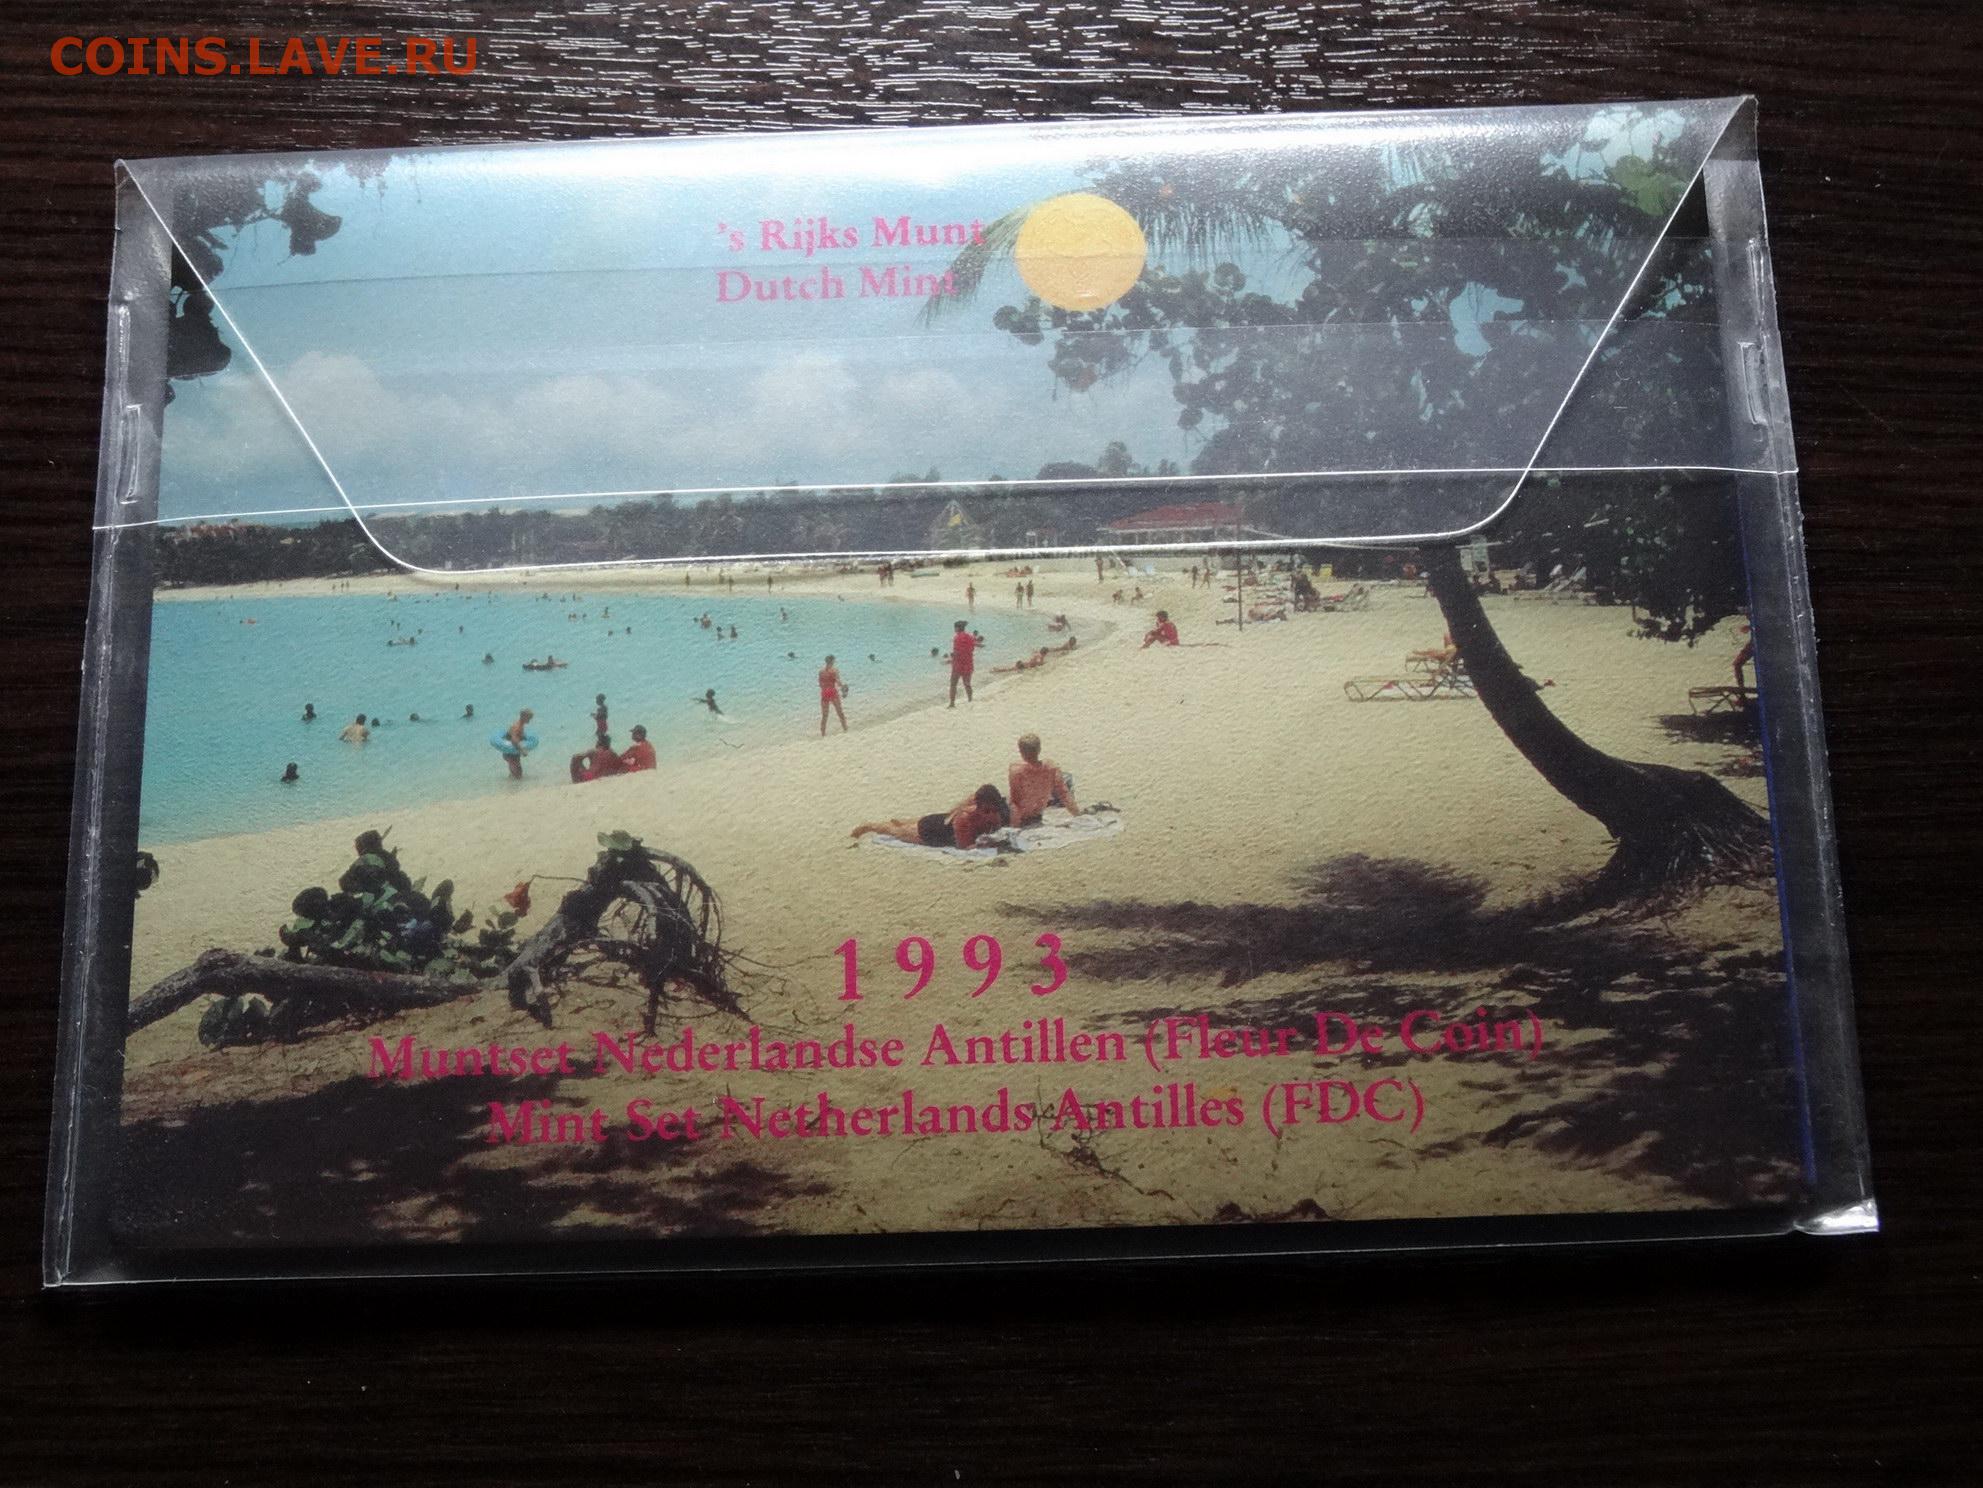 COINS.LAVE.RU
's Rijks Munt
Dutch Mint
1993
Muntset Nederlandse Antillen (Fleur De Coin)
Mint Set Netherlands Antilles (FDC)